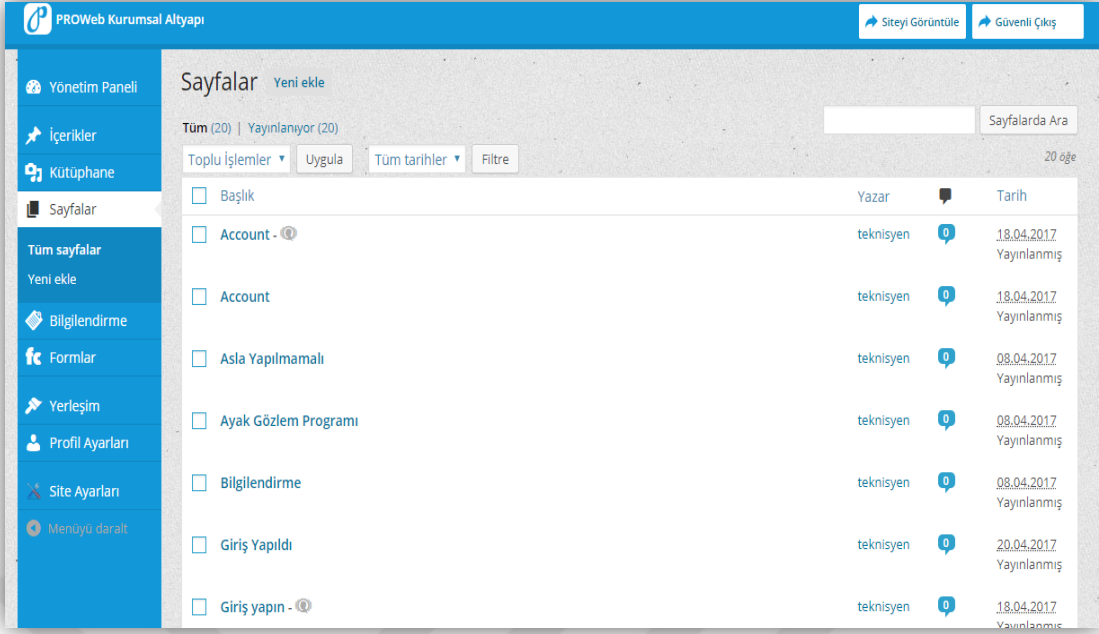 PROWeb Kurumsal Altyapı
Siteyi Görüntüle
Güvenli Çıkış
Yönetim Paneli
İçerikler
Kütüphane
Sayfalar
Tüm sayfalar
Yeni ekle
Bilgilendirme
Formlar
Yerleşim
Profil Ayarları
Site Ayarları
Menüyü daralt
Sayfalar Yeni ekle
Tüm (20) | Yayınlanıyor (20)
Sayfalarda Ara
Toplu İşlemler Uygula Tüm tarihler Filtre
20 öğe
Başlık Yazar Tarih
Account - teknisyen 0 18.04.2017
Yayınlanmış
Account teknisyen 0 18.04.2017
Yayınlanmış
Asla Yapılmamalı teknisyen 0 08.04.2017
Yayınlanmış
Ayak Gözlem Programı teknisyen 0 08.04.2017
Yayınlanmış
Bilgilendirme teknisyen 0 08.04.2017
Yayınlanmış
Giriş Yapıldı teknisyen 0 20.04.2017
Yayınlanmış
Giriş yapın - teknisyen 0 18.04.2017
Yayınlanmış